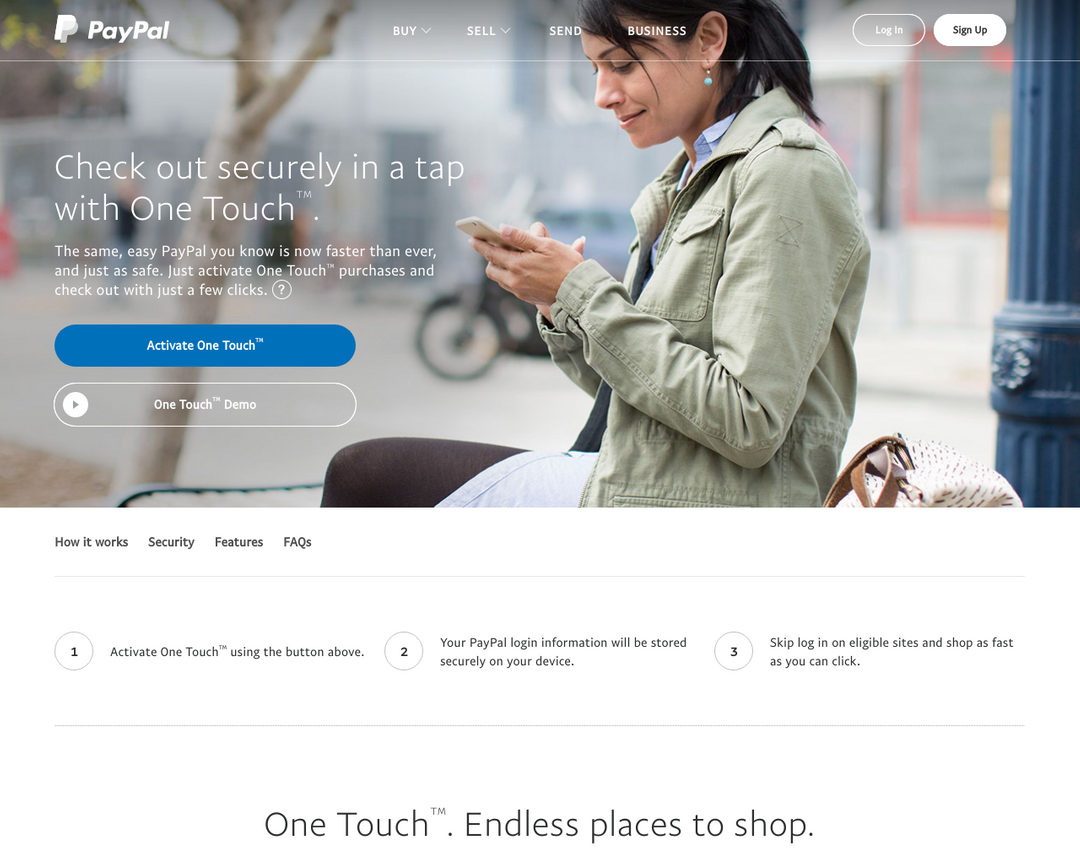 PayPal
BUY
SELL
SEND
BUSINESS
Log In
Sign Up
Check out securely in a tap
with One Touch™.
The same, easy PayPal you know is now faster than ever,
and just as safe. Just activate One Touch™ purchases and
check out with just a few clicks. ?
Activate One Touch™
One Touch™ Demo
How it works
Security
Features
FAQs
1
Activate One Touch™ using the button above.
2
Your PayPal login information will be stored
securely on your device.
3
Skip log in on eligible sites and shop as fast
as you can click.
One Touch™. Endless places to shop.